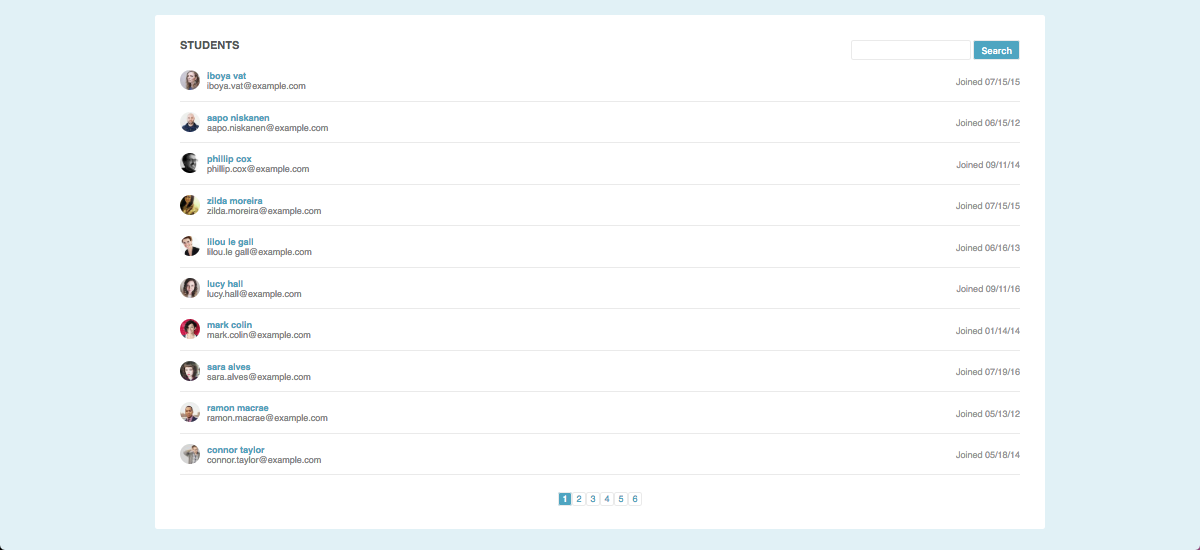 STUDENTS
Search
iboya vat
iboya.vat@example.com
Joined 07/15/15
aapo niskanen
aapo.niskanen@example.com
Joined 06/15/12
phillip cox
phillip.cox@example.com
Joined 09/11/14
zilda moreira
zilda.moreira@example.com
Joined 07/15/15
lilou le gall
lilou.le gall@example.com
Joined 06/16/13
lucy hall
lucy.hall@example.com
Joined 09/11/16
mark colin
mark.colin@example.com
Joined 01/14/14
sara alves
sara.alves@example.com
Joined 07/19/16
ramon macrae
ramon.macrae@example.com
Joined 05/13/12
connor taylor
connor.taylor@example.com
Joined 05/18/14
1 2 3 4 5 6